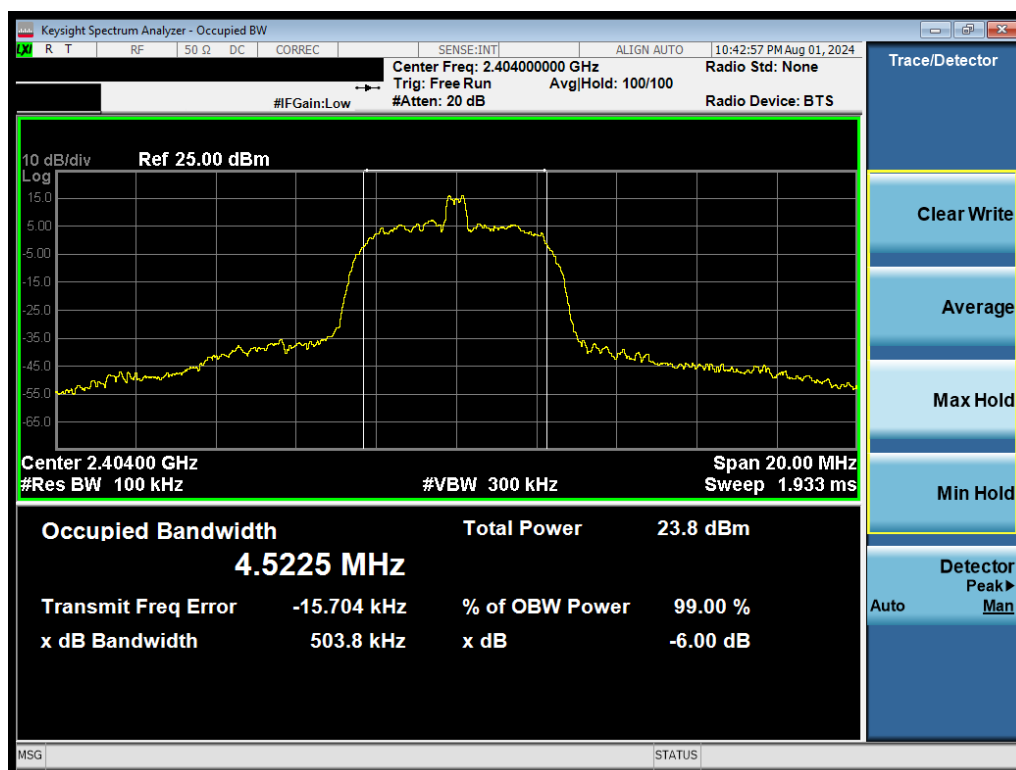 Keysight Spectrum Analyzer - Occupied BW
LXI R T RF 50 Ω DC CORREC SENSE:INT ALIGN AUTO 10:42:57 PM Aug 01, 2024
Center Freq: 2.404000000 GHz Radio Std: None
Trig: Free Run Avg|Hold: 100/100
#IFGain:Low #Atten: 20 dB Radio Device: BTS
Trace/Detector
10 dB/div Ref 25.00 dBm
Log
15.0
5.00
-5.00
-15.0
-25.0
-35.0
-45.0
-55.0
-65.0
Center 2.40400 GHz Span 20.00 MHz
#Res BW 100 kHz #VBW 300 kHz Sweep 1.933 ms
Occupied Bandwidth Total Power 23.8 dBm
4.5225 MHz
Transmit Freq Error -15.704 kHz % of OBW Power 99.00 %
x dB Bandwidth 503.8 kHz x dB -6.00 dB
Clear Write
Average
Max Hold
Min Hold
Detector
Peak▶
Auto Man
MSG STATUS